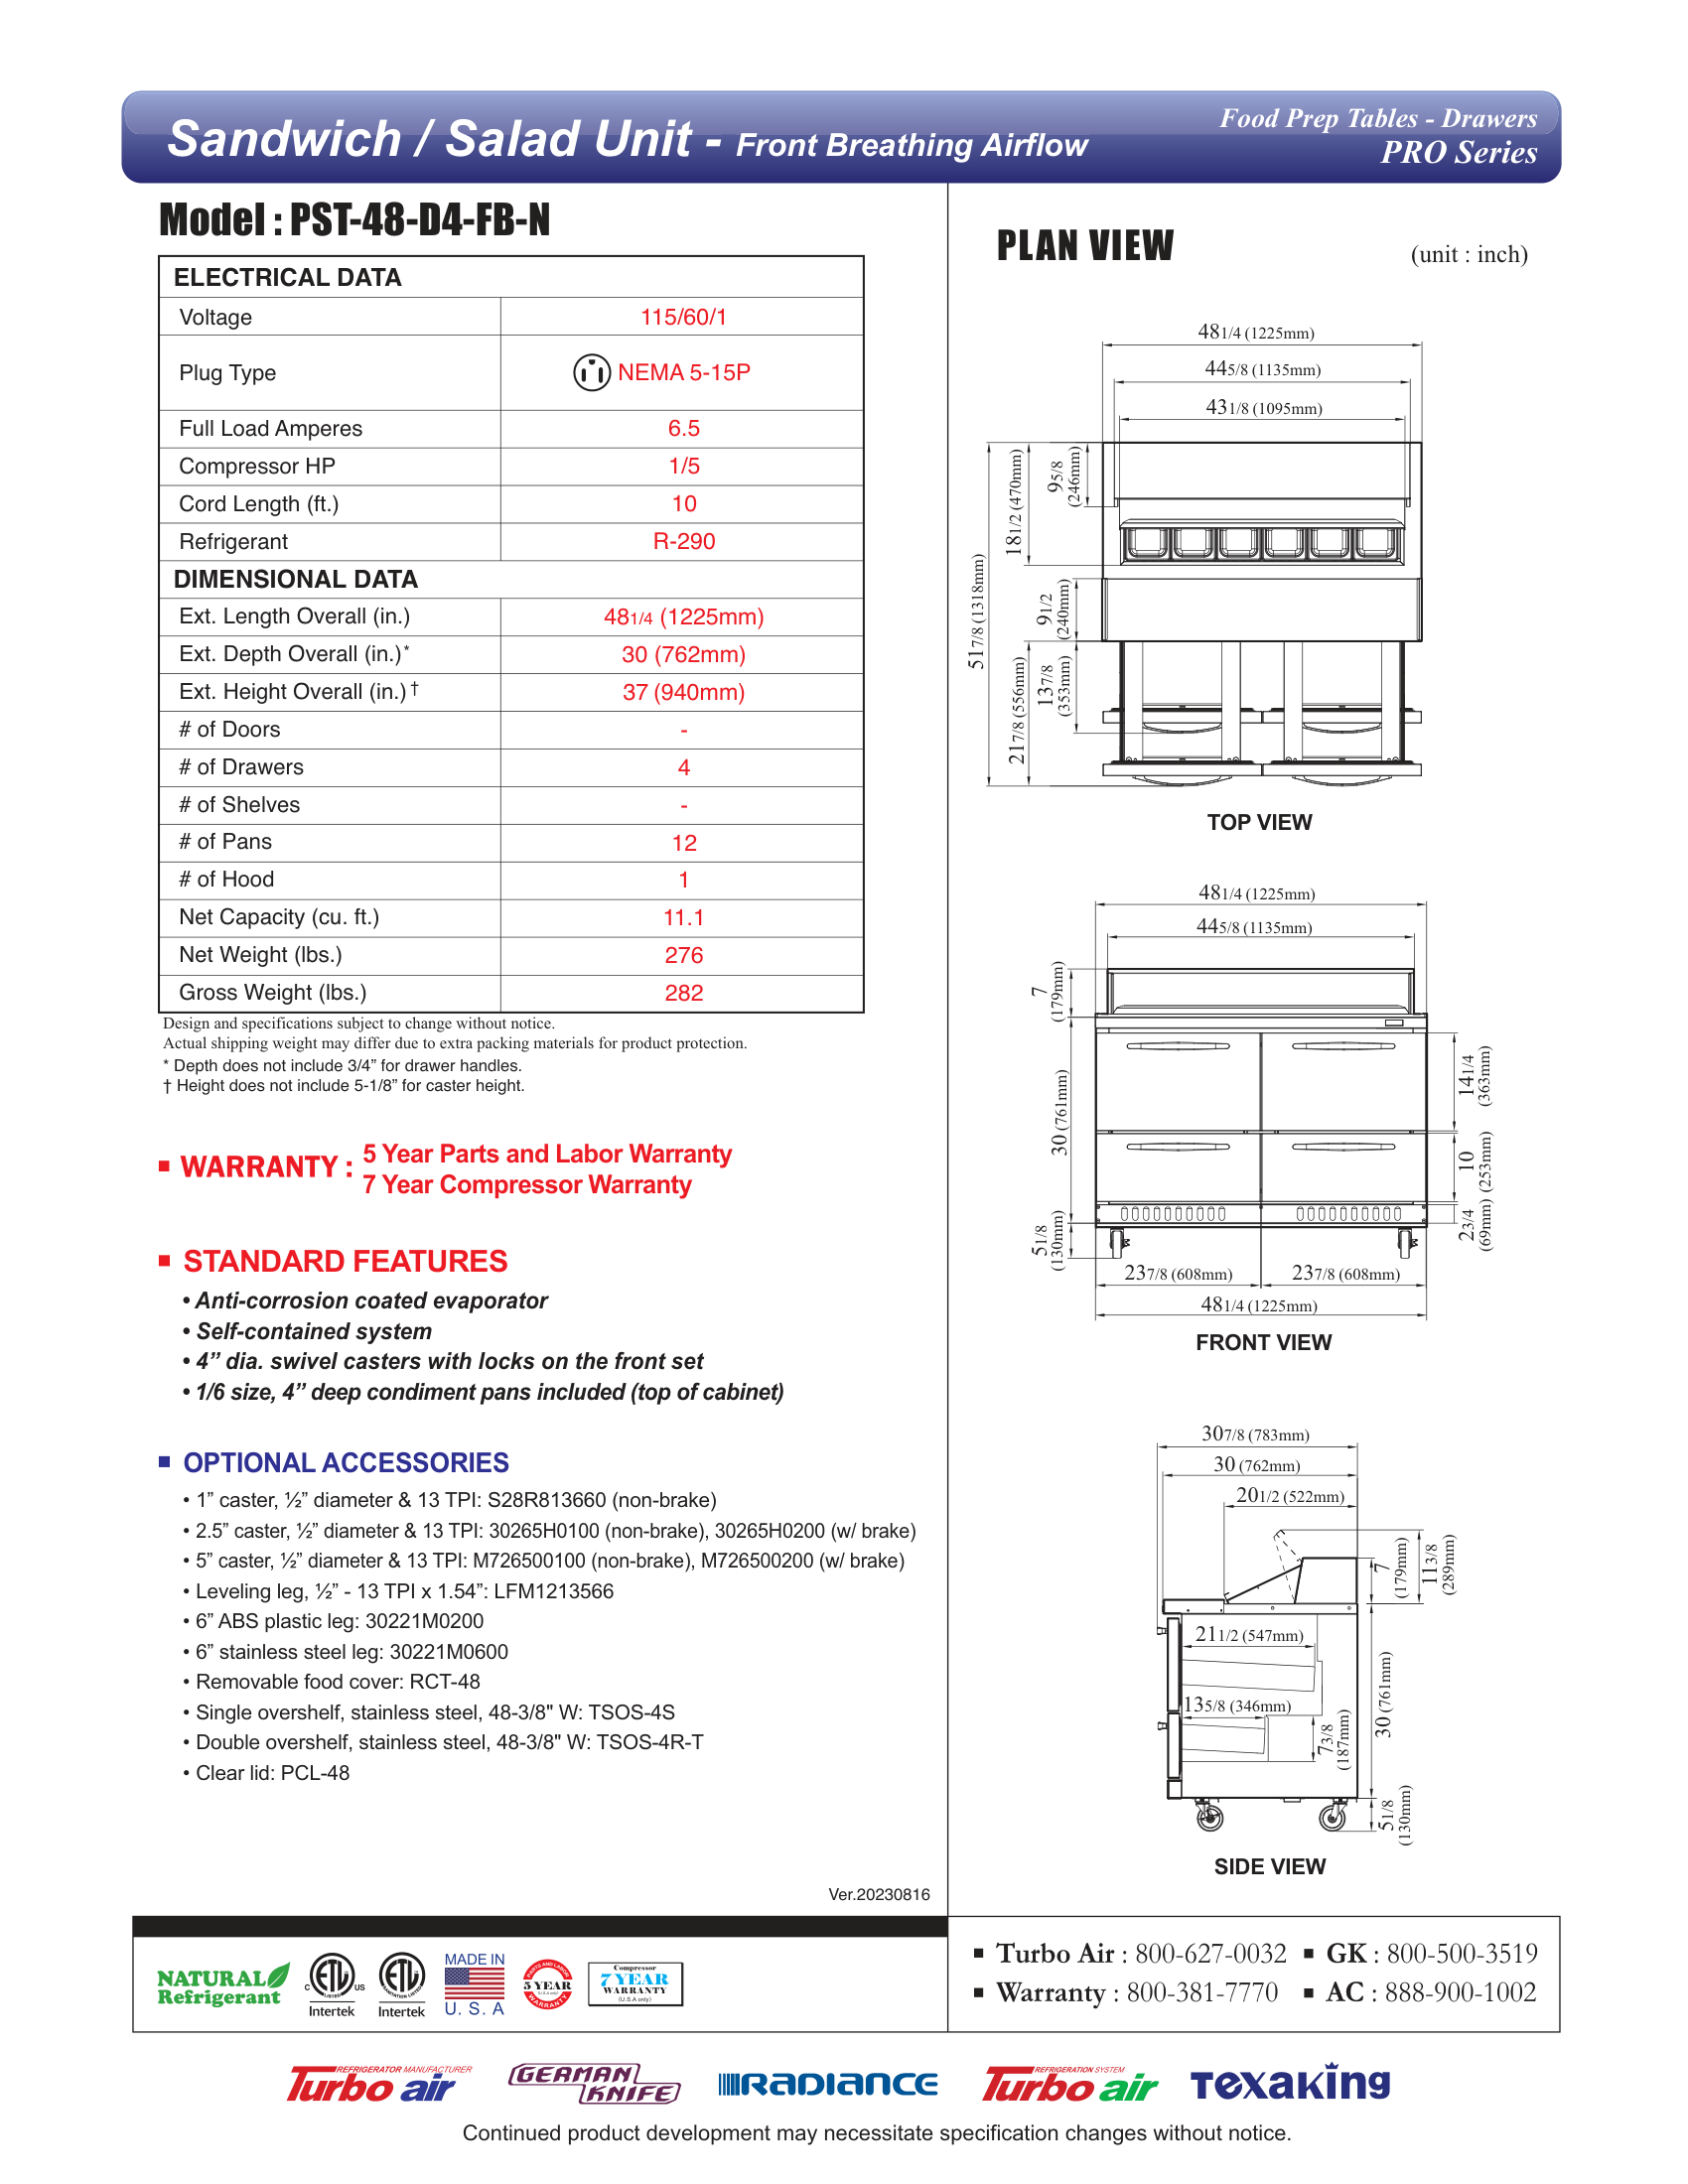 Sandwich / Salad Unit - Front Breathing Airflow
Food Prep Tables - Drawers
PRO Series
Model : PST-48-D4-FB-N
ELECTRICAL DATA
Voltage 115/60/1
Plug Type NEMA 5-15P
Full Load Amperes 6.5
Compressor HP 1/5
Cord Length (ft.) 10
Refrigerant R-290
DIMENSIONAL DATA
Ext. Length Overall (in.) 481/4 (1225mm)
Ext. Depth Overall (in.)* 30 (762mm)
Ext. Height Overall (in.)† 37 (940mm)
# of Doors -
# of Drawers 4
# of Shelves -
# of Pans 12
# of Hood 1
Net Capacity (cu. ft.) 11.1
Net Weight (lbs.) 276
Gross Weight (lbs.) 282
Design and specifications subject to change without notice.
Actual shipping weight may differ due to extra packing materials for product protection.
* Depth does not include 3/4” for drawer handles.
† Height does not include 5-1/8” for caster height.
WARRANTY : 5 Year Parts and Labor Warranty
7 Year Compressor Warranty
STANDARD FEATURES
• Anti-corrosion coated evaporator
• Self-contained system
• 4” dia. swivel casters with locks on the front set
• 1/6 size, 4” deep condiment pans included (top of cabinet)
OPTIONAL ACCESSORIES
• 1” caster, ½” diameter & 13 TPI: S28R813660 (non-brake)
• 2.5” caster, ½” diameter & 13 TPI: 30265H0100 (non-brake), 30265H0200 (w/ brake)
• 5” caster, ½” diameter & 13 TPI: M726500100 (non-brake), M726500200 (w/ brake)
• Leveling leg, ½” - 13 TPI x 1.54”: LFM1213566
• 6” ABS plastic leg: 30221M0200
• 6” stainless steel leg: 30221M0600
• Removable food cover: RCT-48
• Single overshelf, stainless steel, 48-3/8" W: TSOS-4S
• Double overshelf, stainless steel, 48-3/8" W: TSOS-4R-T
• Clear lid: PCL-48
Ver.20230816
PLAN VIEW
(unit : inch)
481/4 (1225mm)
445/8 (1135mm)
431/8 (1095mm)
517/8 (1318mm)
181/2 (470mm)
95/8 (246mm)
91/2 (240mm)
217/8 (556mm)
137/8 (353mm)
TOP VIEW
481/4 (1225mm)
445/8 (1135mm)
7 (179mm)
30 (761mm)
51/8 (130mm)
141/4 (363mm)
10 (253mm)
23/4 (69mm)
237/8 (608mm) 237/8 (608mm)
481/4 (1225mm)
FRONT VIEW
307/8 (783mm)
30 (762mm)
201/2 (522mm)
7 (179mm)
113/8 (289mm)
211/2 (547mm)
135/8 (346mm)
73/8 (187mm)
30 (761mm)
51/8 (130mm)
SIDE VIEW
NATURAL
Refrigerant
C ETL US LISTED
Intertek
ETL SANITATION LISTED
Intertek
MADE IN
U. S. A
PARTS AND LABOR
5 YEAR
(U.S.A only)
WARRANTY
Compressor
7 YEAR
WARRANTY
(U.S.A only)
Turbo Air : 800-627-0032 GK : 800-500-3519
Warranty : 800-381-7770 AC : 888-900-1002
REFRIGERATOR MANUFACTURER
Turbo air
GERMAN KNIFE
RADIANCE
REFRIGERATION SYSTEM
Turbo air
TEXAKING
Continued product development may necessitate specification changes without notice.